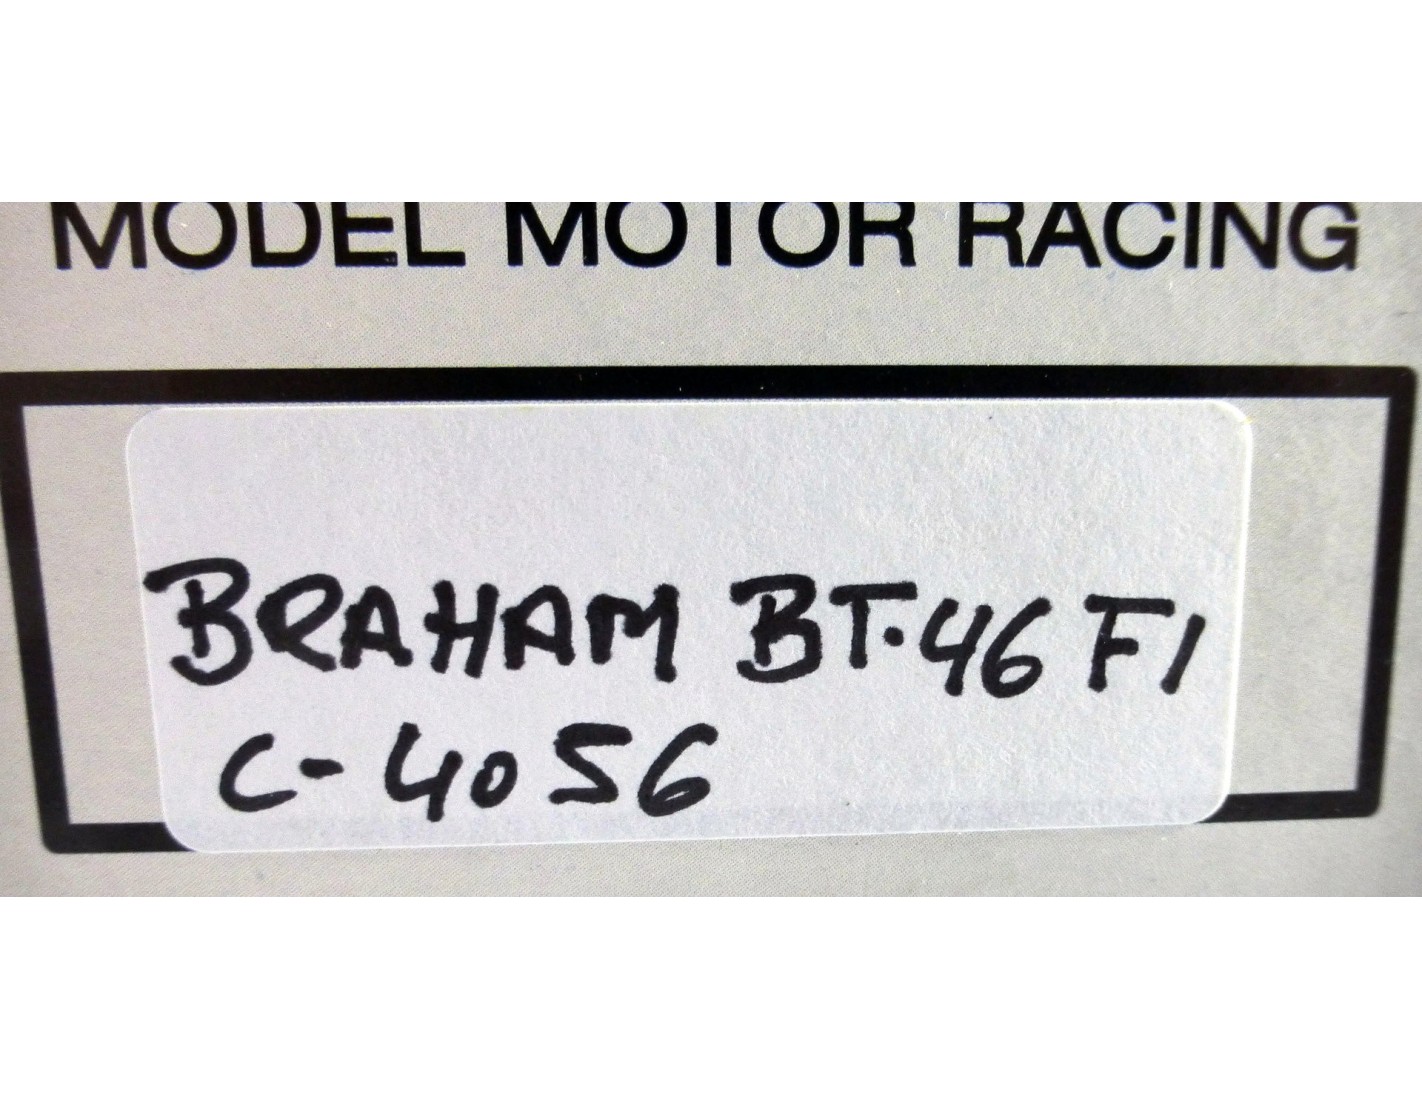 MODEL MOTOR RACING
BRAHAM BT.46 F1
C-4056